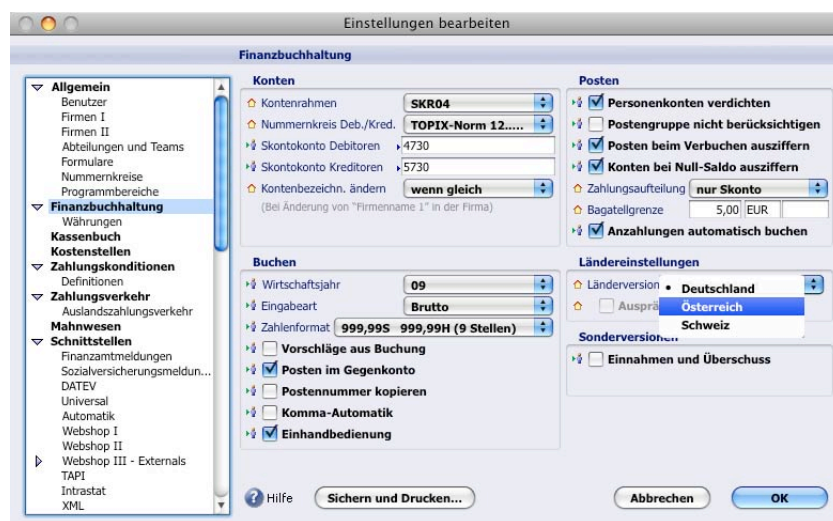 Einstellungen bearbeiten
Finanzbuchhaltung
Allgemein
Benutzer
Firmen I
Firmen II
Abteilungen und Teams
Formulare
Nummernkreise
Programmbereiche
Finanzbuchhaltung
Währungen
Kassenbuch
Kostenstellen
Zahlungskonditionen
Definitionen
Zahlungsverkehr
Auslandszahlungsverkehr
Mahnwesen
Schnittstellen
Finanzamtmeldungen
Sozialversicherungsmeldun...
DATEV
Universal
Automatik
Webshop I
Webshop II
Webshop III - Externals
TAPI
Intrastat
XML
Konten
Kontenrahmen SKR04
Nummernkreis Deb./Kred. TOPIX-Norm 12.....
Skontokonto Debitoren 4730
Skontokonto Kreditoren 5730
Kontenbezeichn. ändern wenn gleich
(Bei Änderung von "Firmenname 1" in der Firma)
Buchen
Wirtschaftsjahr 09
Eingabeart Brutto
Zahlenformat 999,99S 999,99H (9 Stellen)
Vorschläge aus Buchung
Posten im Gegenkonto
Postennummer kopieren
Komma-Automatik
Einhandbedienung
Posten
Personenkonten verdichten
Postengruppe nicht berücksichtigen
Posten beim Verbuchen ausziffern
Konten bei Null-Saldo ausziffern
Zahlungsaufteilung nur Skonto
Bagatellgrenze 5,00 EUR
Anzahlungen automatisch buchen
Ländereinstellungen
Länderversion • Deutschland
Ausprä Österreich
Schweiz
Sonderversionen
Einnahmen und Überschuss
Hilfe Sichern und Drucken... Abbrechen OK